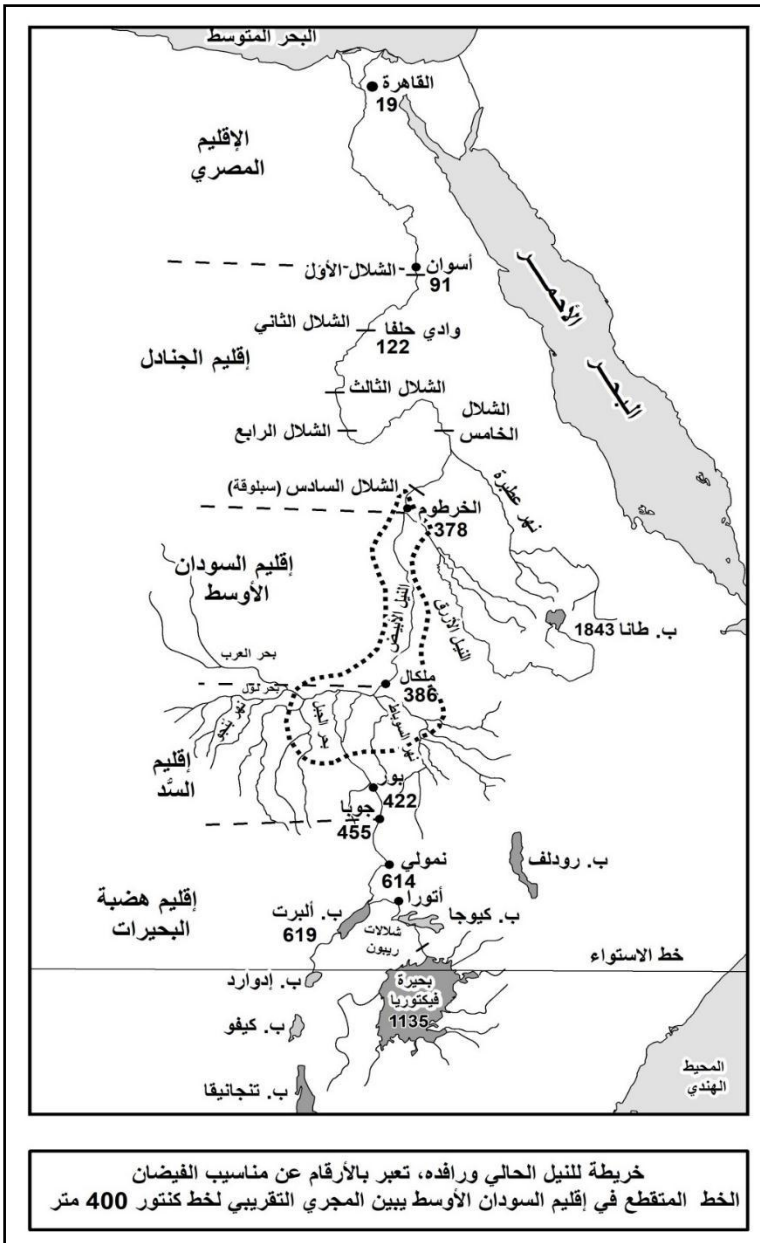 البحر المتوسط
القاهرة
19
الإقليم
المصري
البحر الأحمر
أسوان
91
الشلال الأول
الشلال الثاني
وادي حلفا
122
إقليم الجنادل
الشلال الثالث
الشلال
الخامس
الشلال الرابع
نهر عطبرة
الشلال السادس (سبلوقة)
الخرطوم
378
إقليم السودان
الأوسط
النيل الأبيض
النيل الأزرق
ب. طانا 1843
بحر العرب
ملكال
386
بحر الجبل
نهر السوباط
إقليم
السَّد
بور
422
جوبا
455
ب. رودلف
نمولي
614
إقليم هضبة
البحيرات
أتورا
ب. ألبرت
619
ب. كيوجا
شلالات
ريبون
خط الاستواء
ب. إدوارد
بحيرة
فيكتوريا
1135
ب. كيفو
المحيط
الهندي
ب. تنجانيقا
خريطة للنيل الحالي ورافده، تعبر بالأرقام عن مناسيب الفيضان
الخط المتقطع في إقليم السودان الأوسط يبين المجري التقريبي لخط كنتور 400 متر